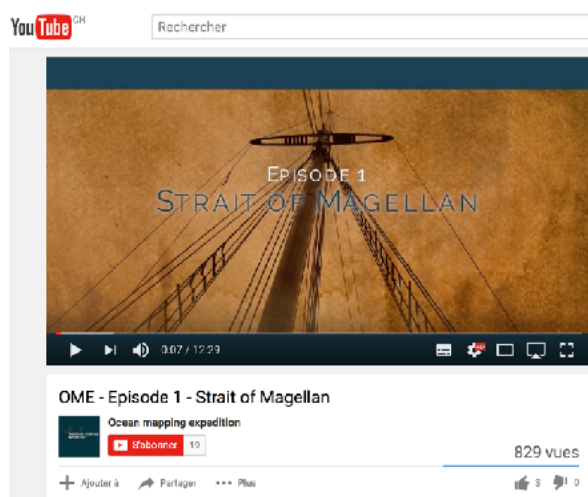 YouTube CH
Rechercher
EPISODE 1
STRAIT OF MAGELLAN
0:07 / 12:29
OME - Episode 1 - Strait of Magellan
Ocean mapping expedition
S'abonner 19
829 vues
Ajouter à Partager Plus
3 0